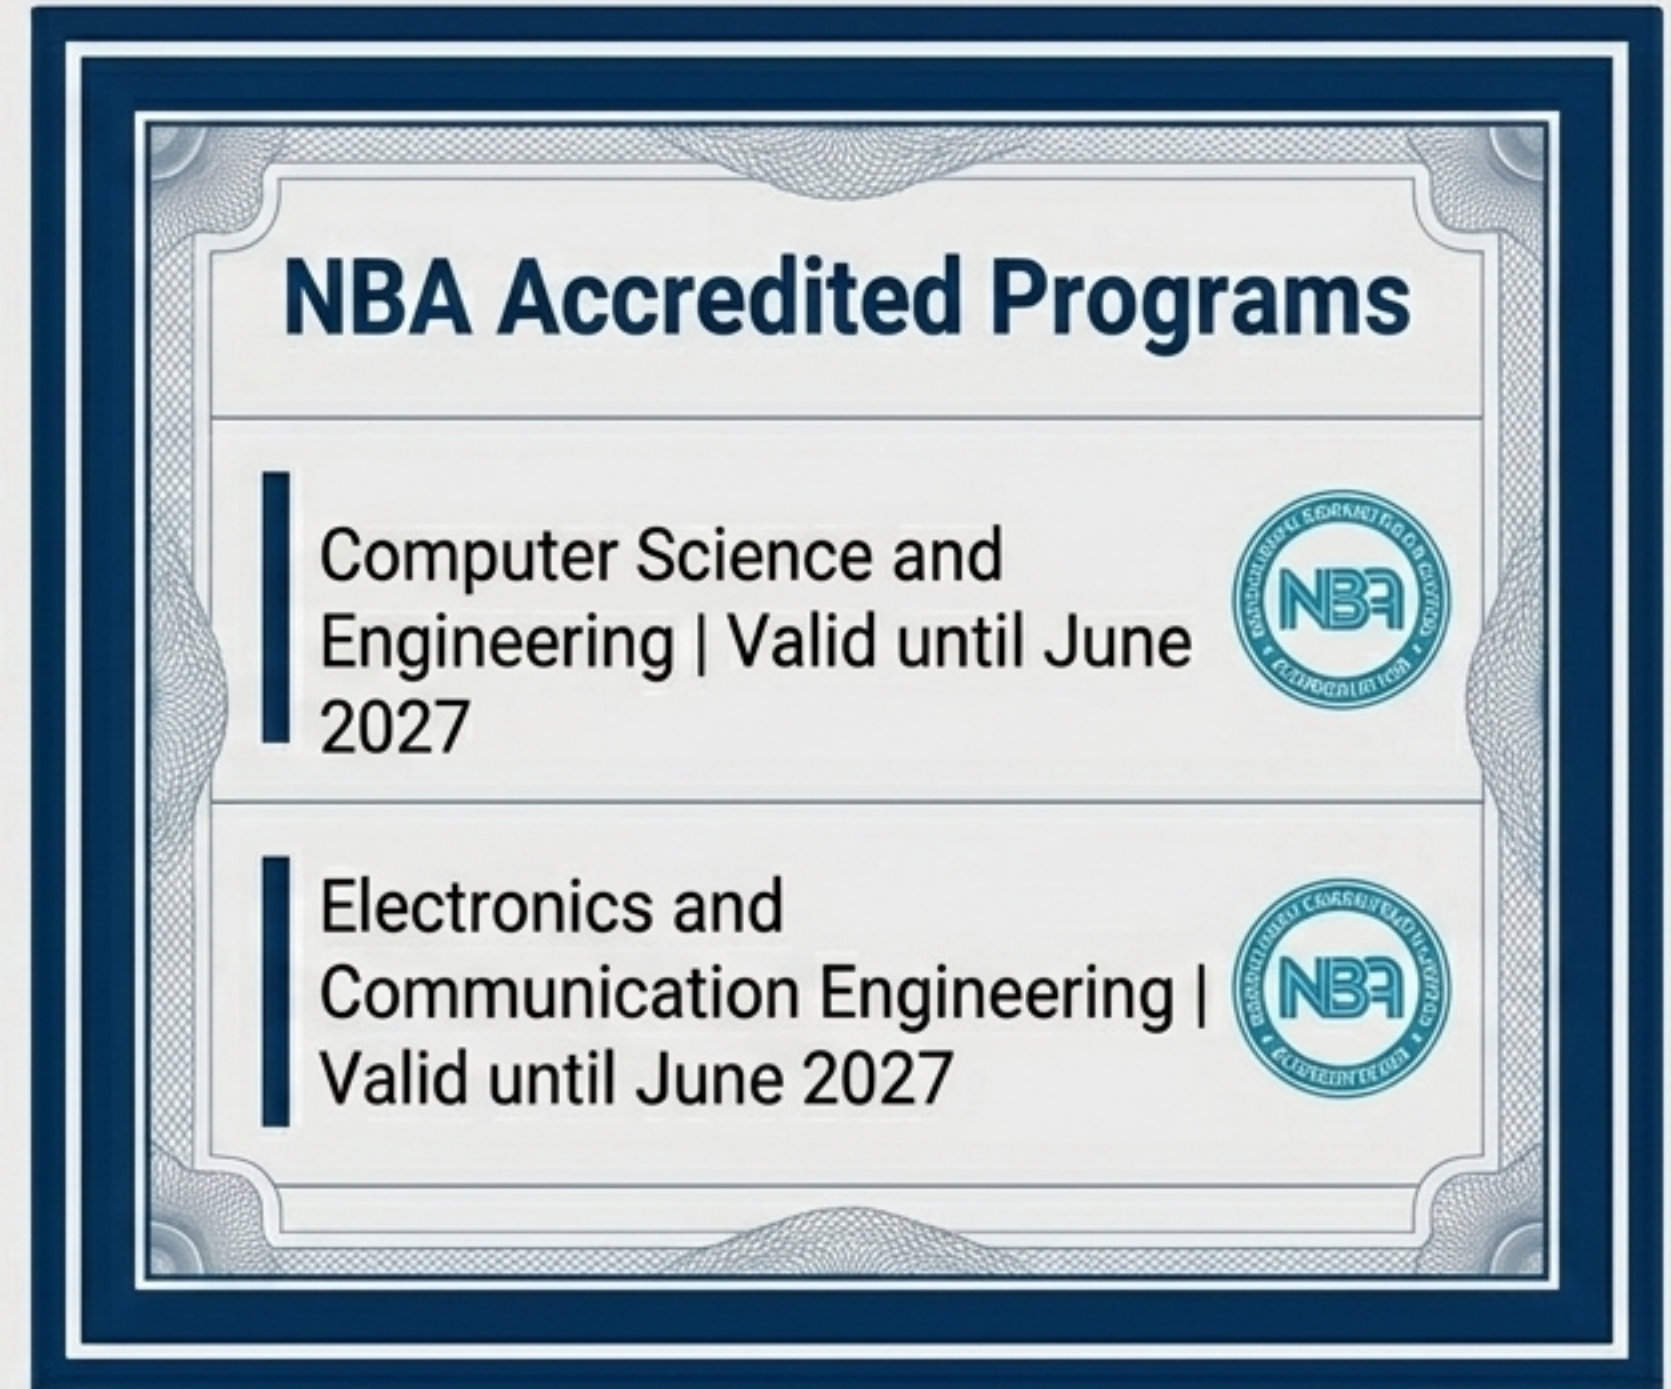 NBA Accredited Programs
Computer Science and
Engineering | Valid until June
2027
NBA
Electronics and
Communication Engineering |
Valid until June 2027
NBA